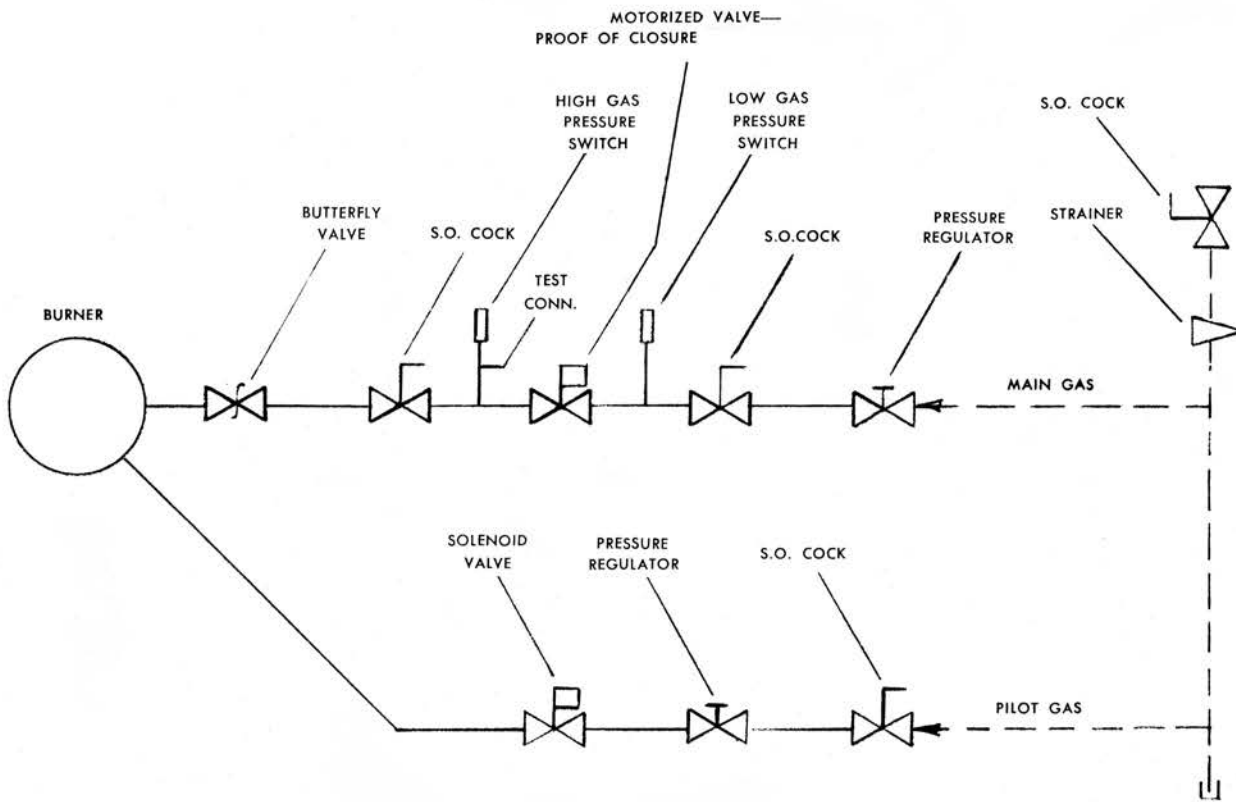 MOTORIZED VALVE—
PROOF OF CLOSURE
HIGH GAS
PRESSURE
SWITCH
LOW GAS
PRESSURE
SWITCH
S.O. COCK
BUTTERFLY
VALVE
S.O. COCK
TEST
CONN.
S.O.COCK
PRESSURE
REGULATOR
STRAINER
BURNER
MAIN GAS
SOLENOID
VALVE
PRESSURE
REGULATOR
S.O. COCK
PILOT GAS